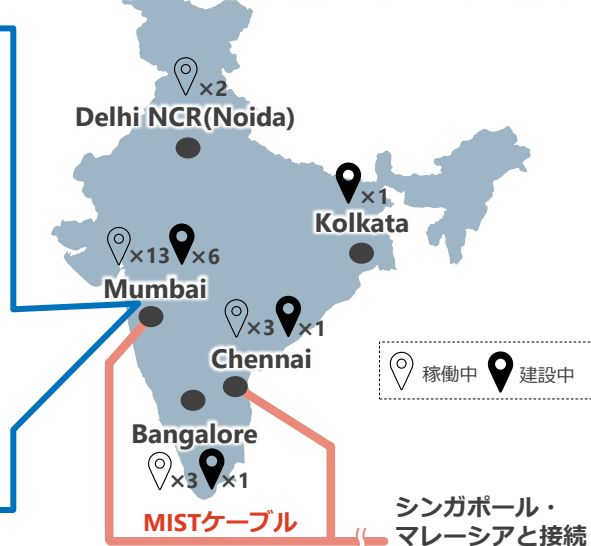 ×2
Delhi NCR(Noida)
×1
Kolkata
×13 ×6
Mumbai
×3 ×1
Chennai
稼働中 建設中
Bangalore
×3 ×1
MISTケーブル
シンガポール・
マレーシアと接続